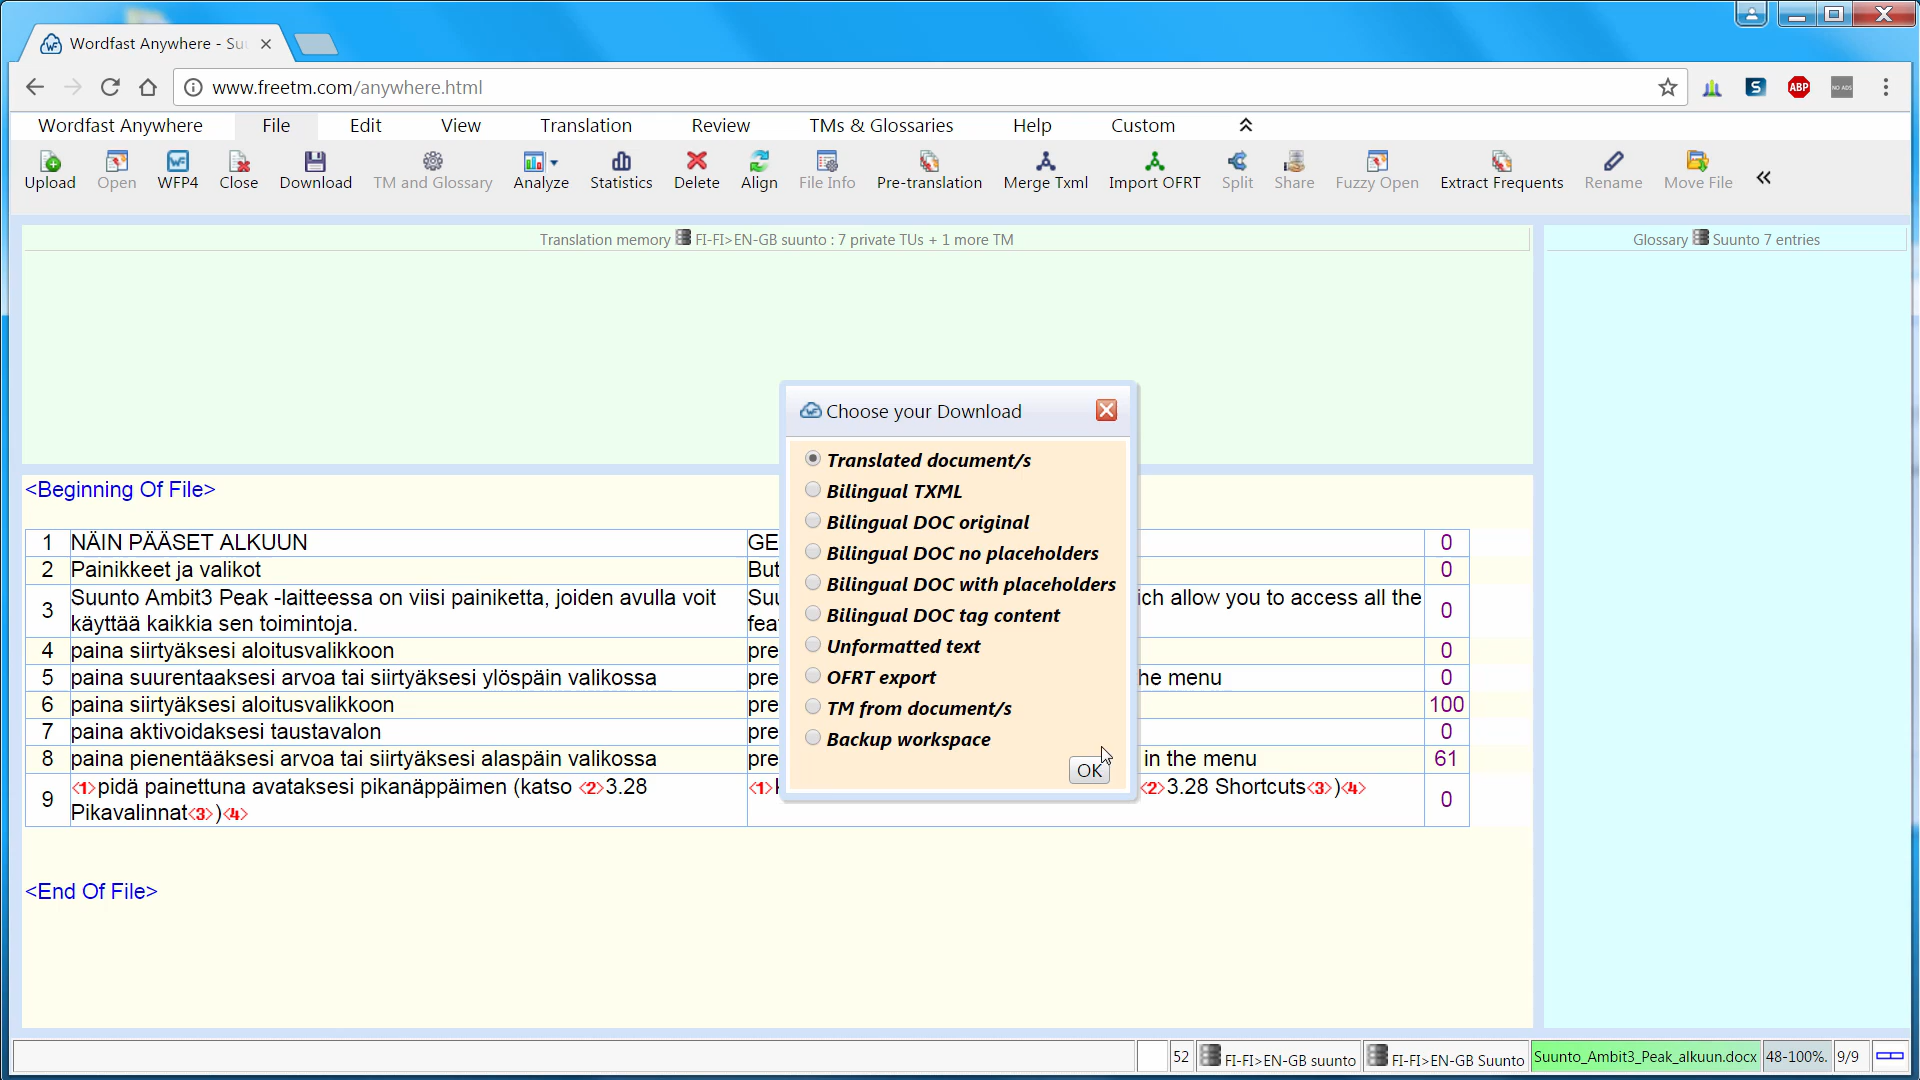 Wordfast Anywhere - Su
www.freetm.com/anywhere.html
ABP
NO ADS
Wordfast Anywhere File Edit View Translation Review TMs & Glossaries Help Custom
Upload Open WFP4 Close Download TM and Glossary Analyze Statistics Delete Align File Info Pre-translation Merge Txml Import OFRT Split Share Fuzzy Open Extract Frequents Rename Move File
Translation memory FI-FI>EN-GB suunto : 7 private TUs + 1 more TM
Glossary Suunto 7 entries
Choose your Download
Translated document/s
Bilingual TXML
Bilingual DOC original
Bilingual DOC no placeholders
Bilingual DOC with placeholders
Bilingual DOC tag content
Unformatted text
OFRT export
TM from document/s
Backup workspace
OK
<Beginning Of File>
1 NÄIN PÄÄSET ALKUUN GE 0
2 Painikkeet ja valikot But 0
3 Suunto Ambit3 Peak -laitteessa on viisi painiketta, joiden avulla voit Suu ich allow you to access all the 0
käyttää kaikkia sen toimintoja. feat
4 paina siirtyäksesi aloitusvalikkoon pre 0
5 paina suurentaaksesi arvoa tai siirtyäksesi ylöspäin valikossa pre he menu 0
6 paina siirtyäksesi aloitusvalikkoon pre 100
7 paina aktivoidaksesi taustavalon pre 0
8 paina pienentääksesi arvoa tai siirtyäksesi alaspäin valikossa pre in the menu 61
9 <1>pidä painettuna avataksesi pikanäppäimen (katso <2>3.28 <1> <2>3.28 Shortcuts<3>)<4> 0
Pikavalinnat<3>)<4>
<End Of File>
52 FI-FI>EN-GB suunto FI-FI>EN-GB Suunto Suunto_Ambit3_Peak_alkuun.docx 48-100%. 9/9